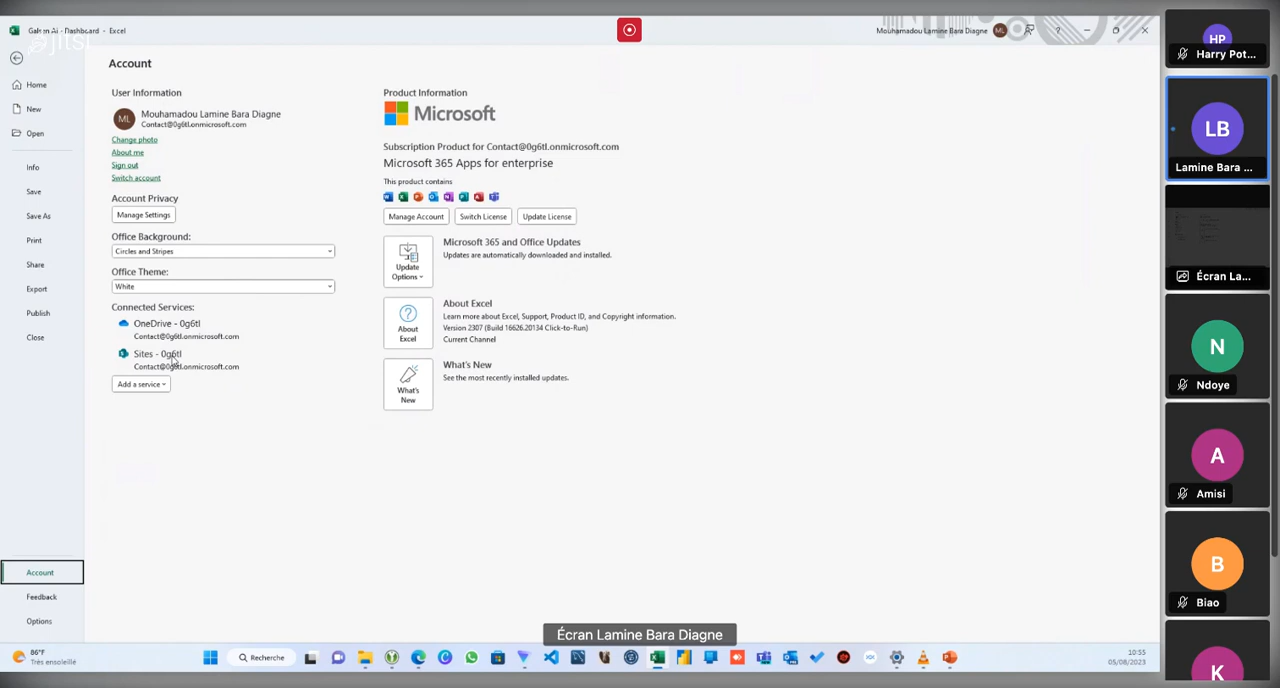 Galsen Ai - Dashboard - Excel
jitsi
Mouhamadou Lamine Bara Diagne
ML
?
Home
New
Open
Info
Save
Save As
Print
Share
Export
Publish
Close
Account
Feedback
Options
Account
User Information
ML
Mouhamadou Lamine Bara Diagne
Contact@0g6tl.onmicrosoft.com
Change photo
About me
Sign out
Switch account
Account Privacy
Manage Settings
Office Background:
Circles and Stripes
Office Theme:
White
Connected Services:
OneDrive - 0g6tl
Contact@0g6tl.onmicrosoft.com
Sites - 0g6tl
Contact@0g6tl.onmicrosoft.com
Add a service
Product Information
Microsoft
Subscription Product for Contact@0g6tl.onmicrosoft.com
Microsoft 365 Apps for enterprise
This product contains
Manage Account
Switch License
Update License
Update
Options
Microsoft 365 and Office Updates
Updates are automatically downloaded and installed.
About
Excel
About Excel
Learn more about Excel, Support, Product ID, and Copyright information.
Version 2307 (Build 16626.20134 Click-to-Run)
Current Channel
What's
New
What's New
See the most recently installed updates.
Écran Lamine Bara Diagne
86°F
Très ensoleillé
Recherche
10:55
05/08/2023
HP
Harry Pot...
LB
Lamine Bara ...
Écran La...
N
Ndoye
A
Amisi
B
Biao
K